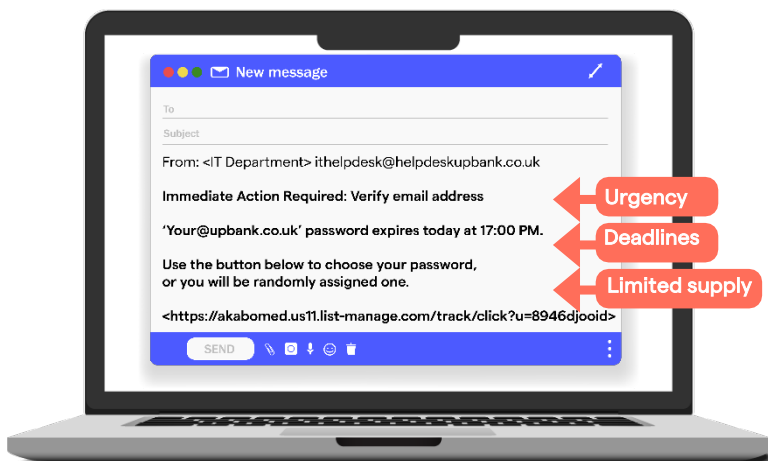 New message
To
Subject
From: <IT Department> ithelpdesk@helpdeskupbank.co.uk
Immediate Action Required: Verify email address
Urgency
‘Your@upbank.co.uk’ password expires today at 17:00 PM.
Deadlines
Use the button below to choose your password,
or you will be randomly assigned one.
Limited supply
<https://akabomed.us11.list-manage.com/track/click?u=8946djooid>
SEND